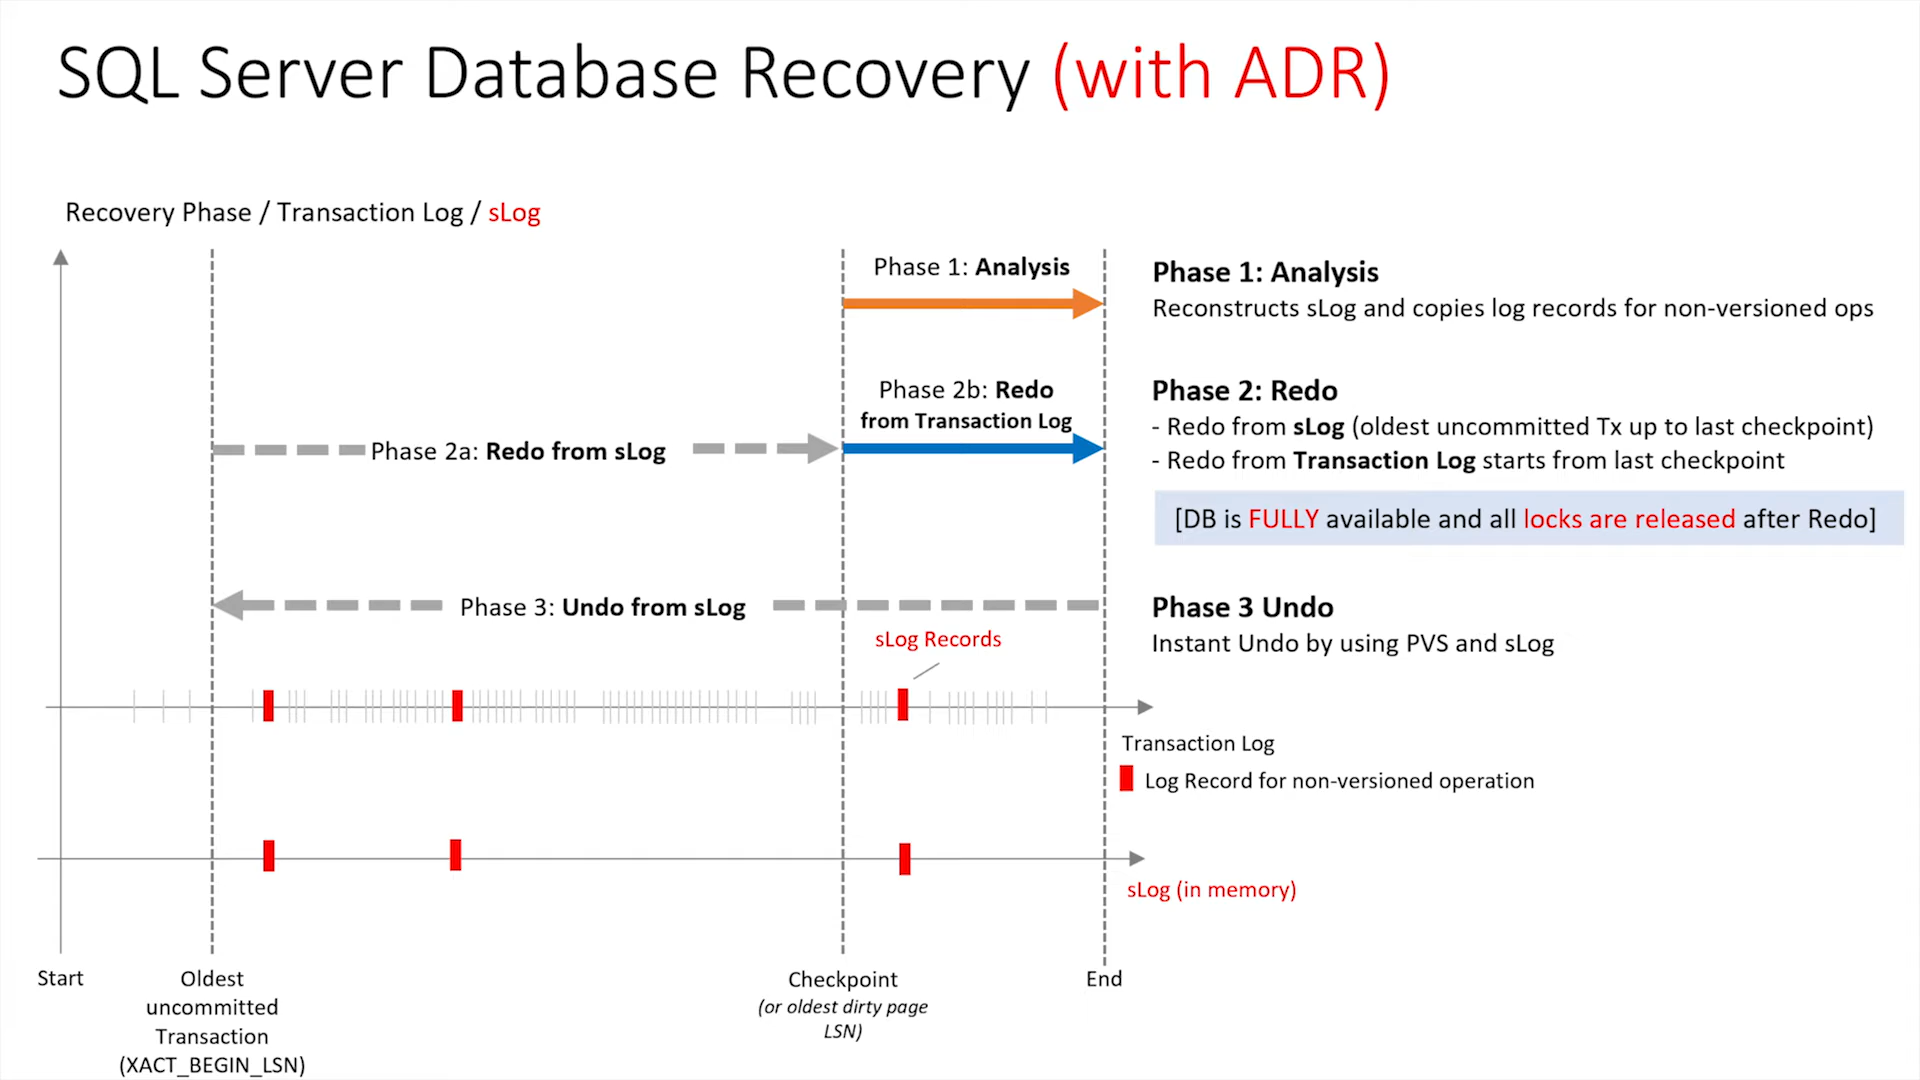 SQL Server Database Recovery (with ADR)
Recovery Phase / Transaction Log / sLog
Phase 1: Analysis
Phase 1: Analysis
Reconstructs sLog and copies log records for non-versioned ops
Phase 2b: Redo
from Transaction Log
Phase 2a: Redo from sLog
Phase 2: Redo
- Redo from sLog (oldest uncommitted Tx up to last checkpoint)
- Redo from Transaction Log starts from last checkpoint
[DB is FULLY available and all locks are released after Redo]
Phase 3: Undo from sLog
Phase 3 Undo
Instant Undo by using PVS and sLog
sLog Records
Transaction Log
Log Record for non-versioned operation
sLog (in memory)
Start
Oldest
uncommitted
Transaction
(XACT_BEGIN_LSN)
Checkpoint
(or oldest dirty page
LSN)
End